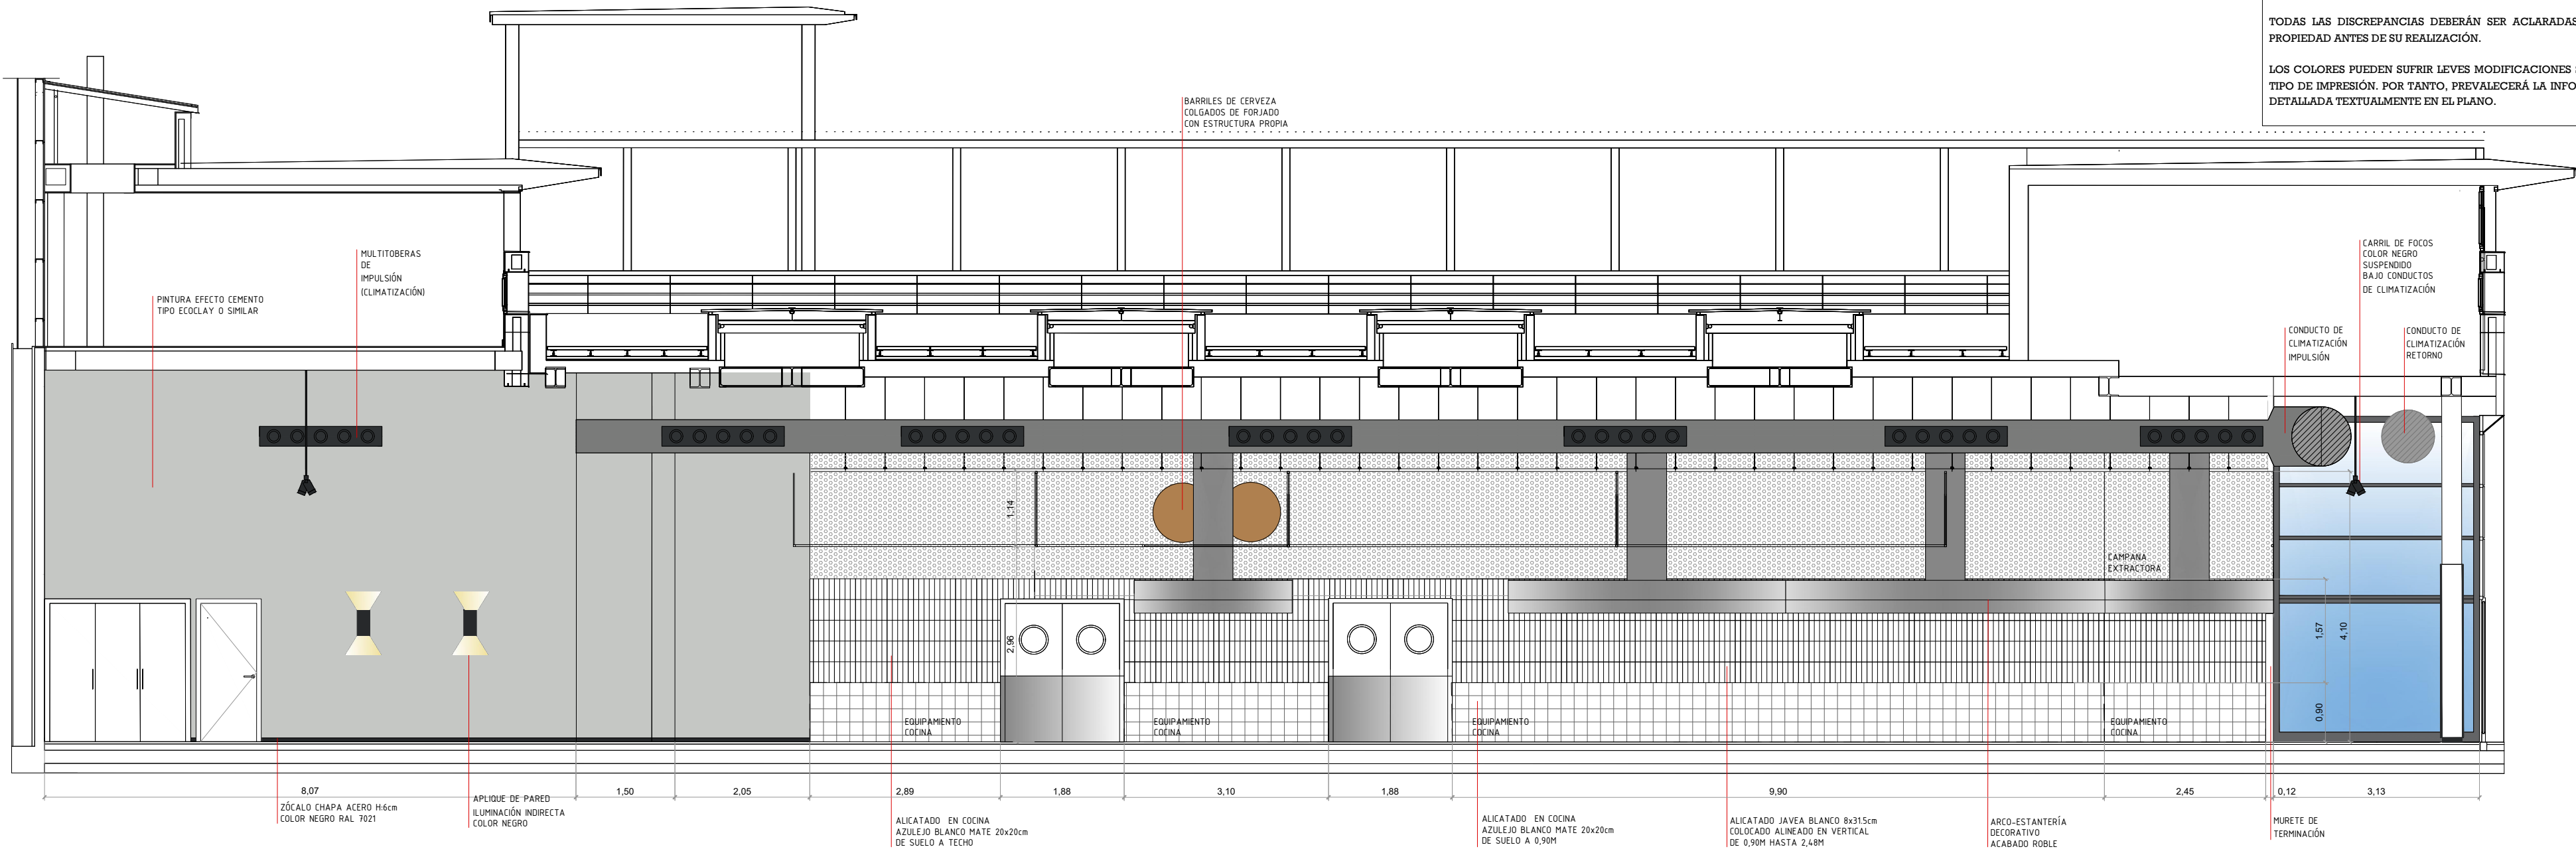 TODAS LAS DISCREPANCIAS DEBERÁN SER ACLARADAS
PROPIEDAD ANTES DE SU REALIZACIÓN.
LOS COLORES PUEDEN SUFRIR LEVES MODIFICACIONES
TIPO DE IMPRESIÓN. POR TANTO, PREVALECERÁ LA INFO
DETALLADA TEXTUALMENTE EN EL PLANO.
BARRILES DE CERVEZA
COLGADOS DE FORJADO
CON ESTRUCTURA PROPIA
MULTITOBERAS
DE
IMPULSIÓN
(CLIMATIZACIÓN)
PINTURA EFECTO CEMENTO
TIPO ECOCLAY O SIMILAR
CARRIL DE FOCOS
COLOR NEGRO
SUSPENDIDO
BAJO CONDUCTOS
DE CLIMATIZACIÓN
CONDUCTO DE
CLIMATIZACIÓN
IMPULSIÓN
CONDUCTO DE
CLIMATIZACIÓN
RETORNO
1,14
CAMPANA
EXTRACTORA
2,96
1,57
4,10
0,90
EQUIPAMIENTO
COCINA
EQUIPAMIENTO
COCINA
EQUIPAMIENTO
COCINA
EQUIPAMIENTO
COCINA
8,07
1,50
2,05
2,89
1,88
3,10
1,88
9,90
2,45
0,12
3,13
ZÓCALO CHAPA ACERO H:6cm
COLOR NEGRO RAL 7021
APLIQUE DE PARED
ILUMINACIÓN INDIRECTA
COLOR NEGRO
ALICATADO EN COCINA
AZULEJO BLANCO MATE 20x20cm
DE SUELO A TECHO
ALICATADO EN COCINA
AZULEJO BLANCO MATE 20x20cm
DE SUELO A 0,90M
ALICATADO JAVEA BLANCO 8x31.5cm
COLOCADO ALINEADO EN VERTICAL
DE 0,90M HASTA 2,48M
ARCO-ESTANTERÍA
DECORATIVO
ACABADO ROBLE
MURETE DE
TERMINACIÓN